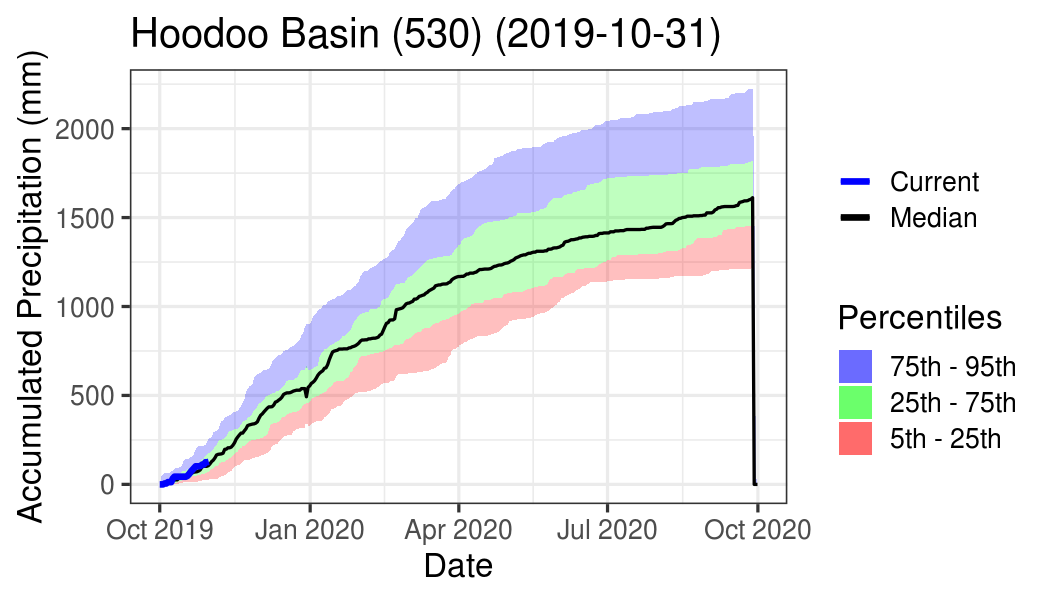 Hoodoo Basin (530) (2019-10-31)
Accumulated Precipitation (mm)
2000
1500
1000
500
0
Oct 2019
Jan 2020
Apr 2020
Jul 2020
Oct 2020
Date
Current
Median
Percentiles
75th - 95th
25th - 75th
5th - 25th